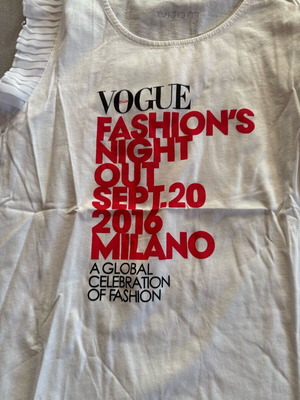 VOGUE
FASHION'S
NIGHT
OUT
SEPT.20
2016
MILANO
A GLOBAL
CELEBRATION
OF FASHION